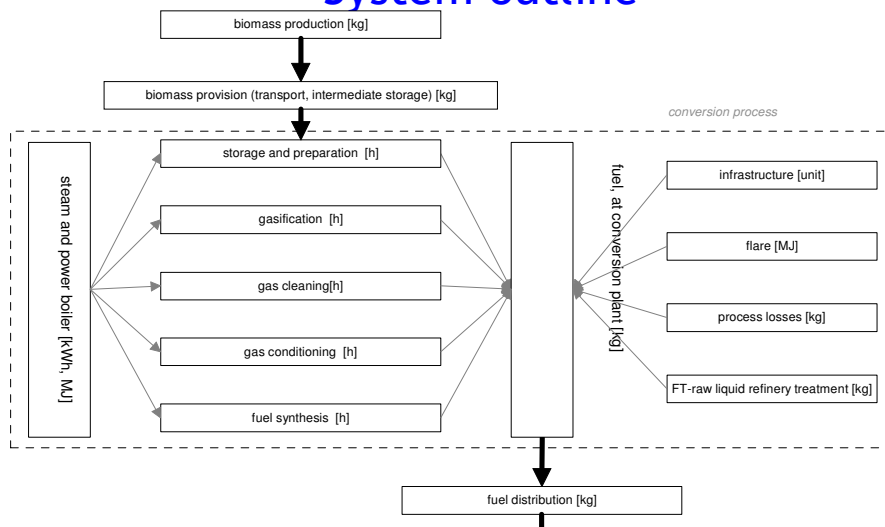 System outline
biomass production [kg]
biomass provision (transport, intermediate storage) [kg]
conversion process
steam and power boiler [kWh, MJ]
storage and preparation [h]
gasification [h]
gas cleaning[h]
gas conditioning [h]
fuel synthesis [h]
fuel, at conversion plant [kg]
infrastructure [unit]
flare [MJ]
process losses [kg]
FT-raw liquid refinery treatment [kg]
fuel distribution [kg]